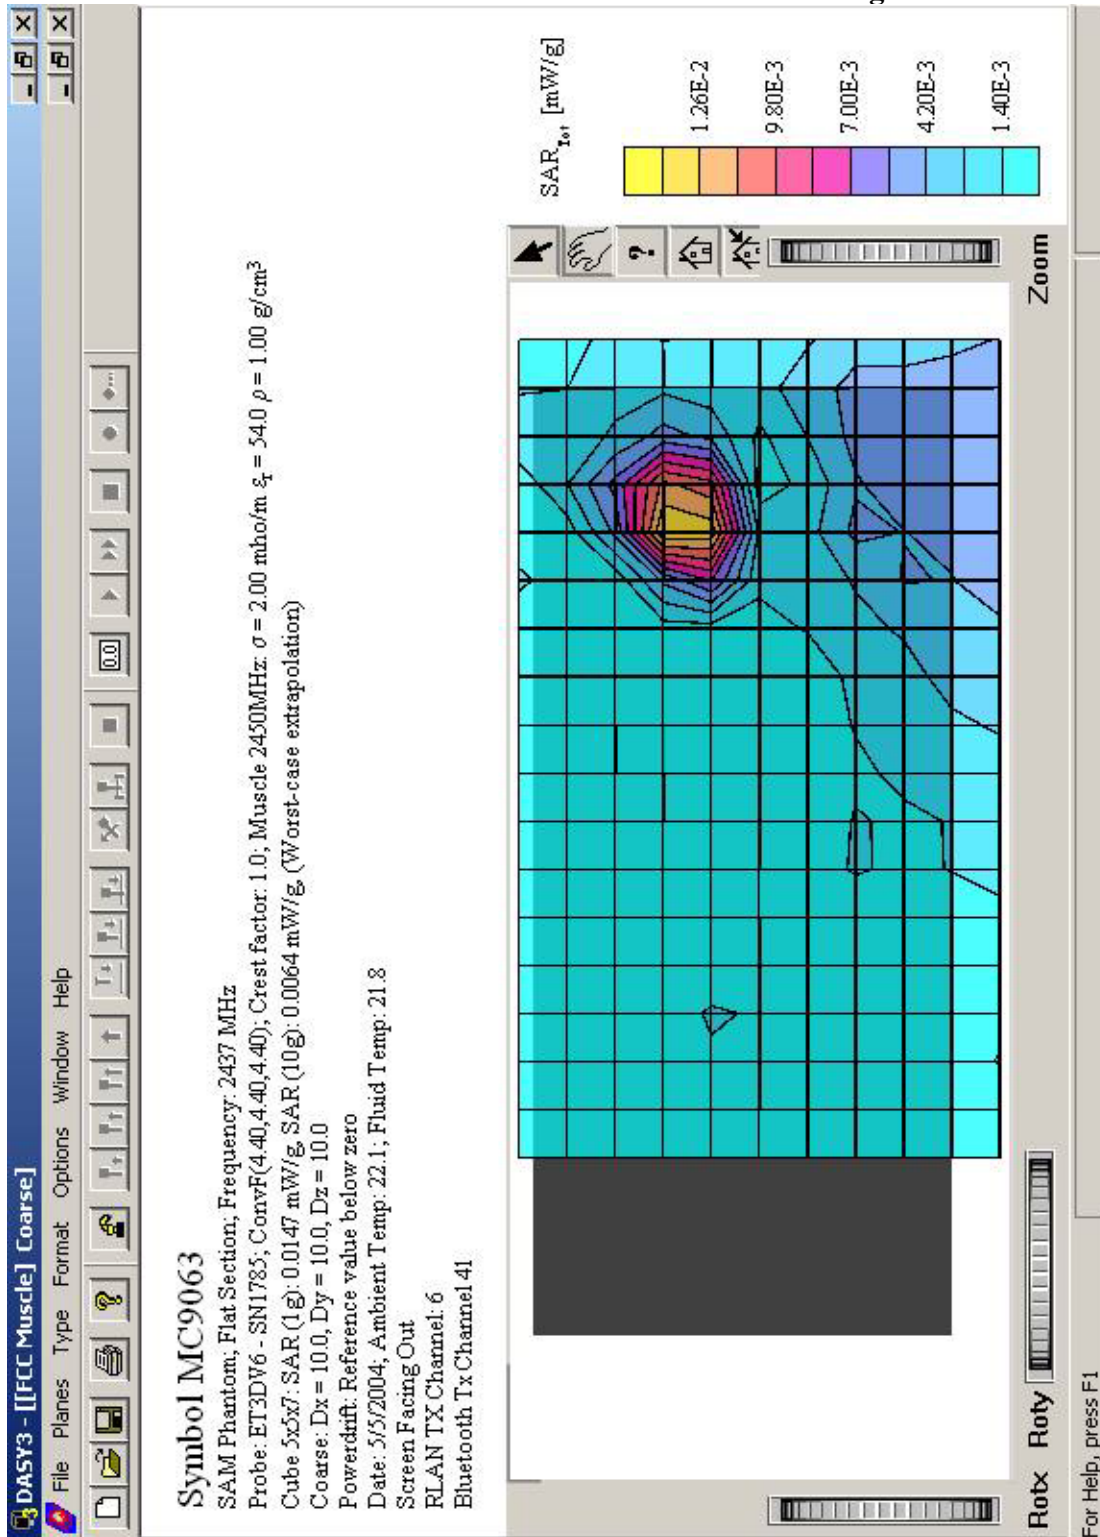 g
DASY3 - [[FCC Muscle] Coarse]
File Planes Type Format Options Window Help
0.0
Symbol MC9063
SAM Phantom; Flat Section; Frequency: 2437 MHz
Probe: ET3DV6 - SN1785; ConvF(4.40,4.40,4.40); Crest factor: 1.0; Muscle 2450MHz: σ = 2.00 mho/m εr = 54.0 ρ = 1.00 g/cm³
Cube 5x5x7: SAR (1g): 0.0147 mW/g, SAR (10g): 0.0064 mW/g, (Worst-case extrapolation)
Coarse: Dx = 10.0, Dy = 10.0, Dz = 10.0
Powerdrift: Reference value below zero
Date: 5/5/2004; Ambient Temp: 22.1; Fluid Temp: 21.8
Screen Facing Out
RLAN TX Channel: 6
Bluetooth Tx Channel 41
SARTot [mW/g]
1.26E-2
9.80E-3
7.00E-3
4.20E-3
1.40E-3
Rotx Roty Zoom
For Help, press F1